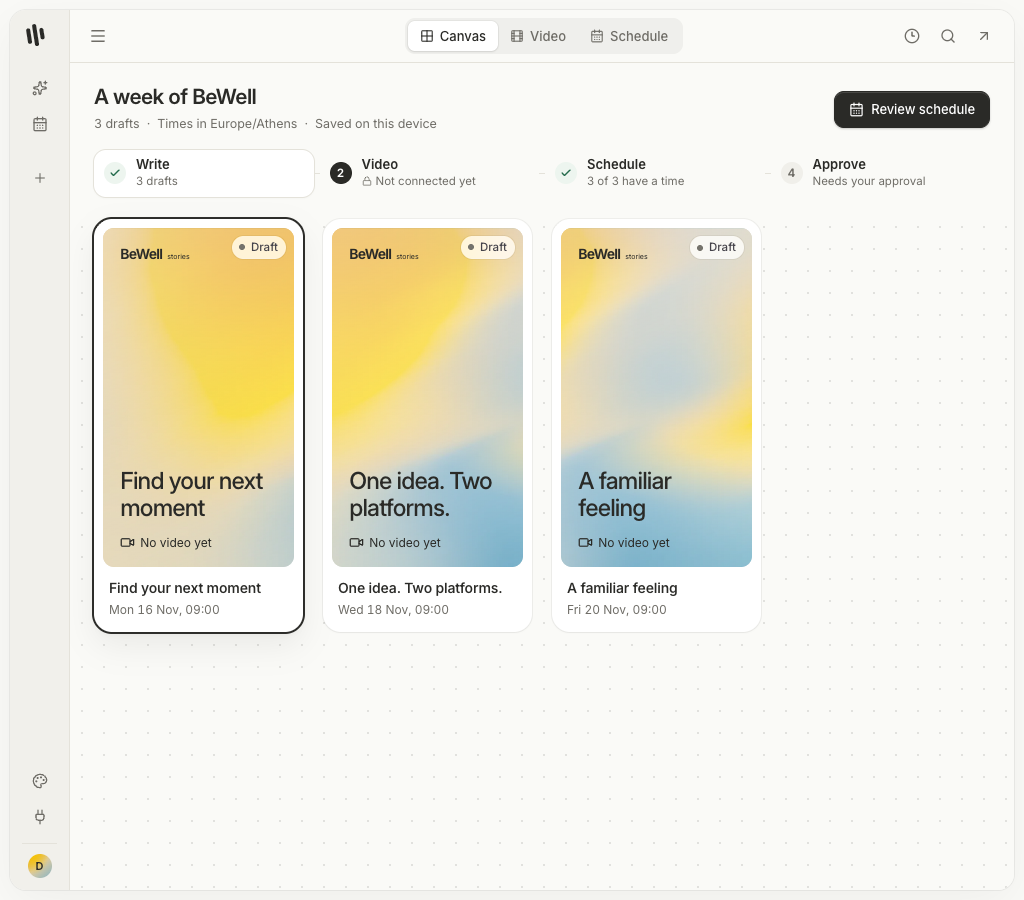 Canvas
Video
Schedule
A week of BeWell
3 drafts · Times in Europe/Athens · Saved on this device
Review schedule
Write
3 drafts
2
Video
Not connected yet
Schedule
3 of 3 have a time
4
Approve
Needs your approval
BeWell stories
Draft
Find your next
moment
No video yet
Find your next moment
Mon 16 Nov, 09:00
BeWell stories
Draft
One idea. Two
platforms.
No video yet
One idea. Two platforms.
Wed 18 Nov, 09:00
BeWell stories
Draft
A familiar
feeling
No video yet
A familiar feeling
Fri 20 Nov, 09:00
D